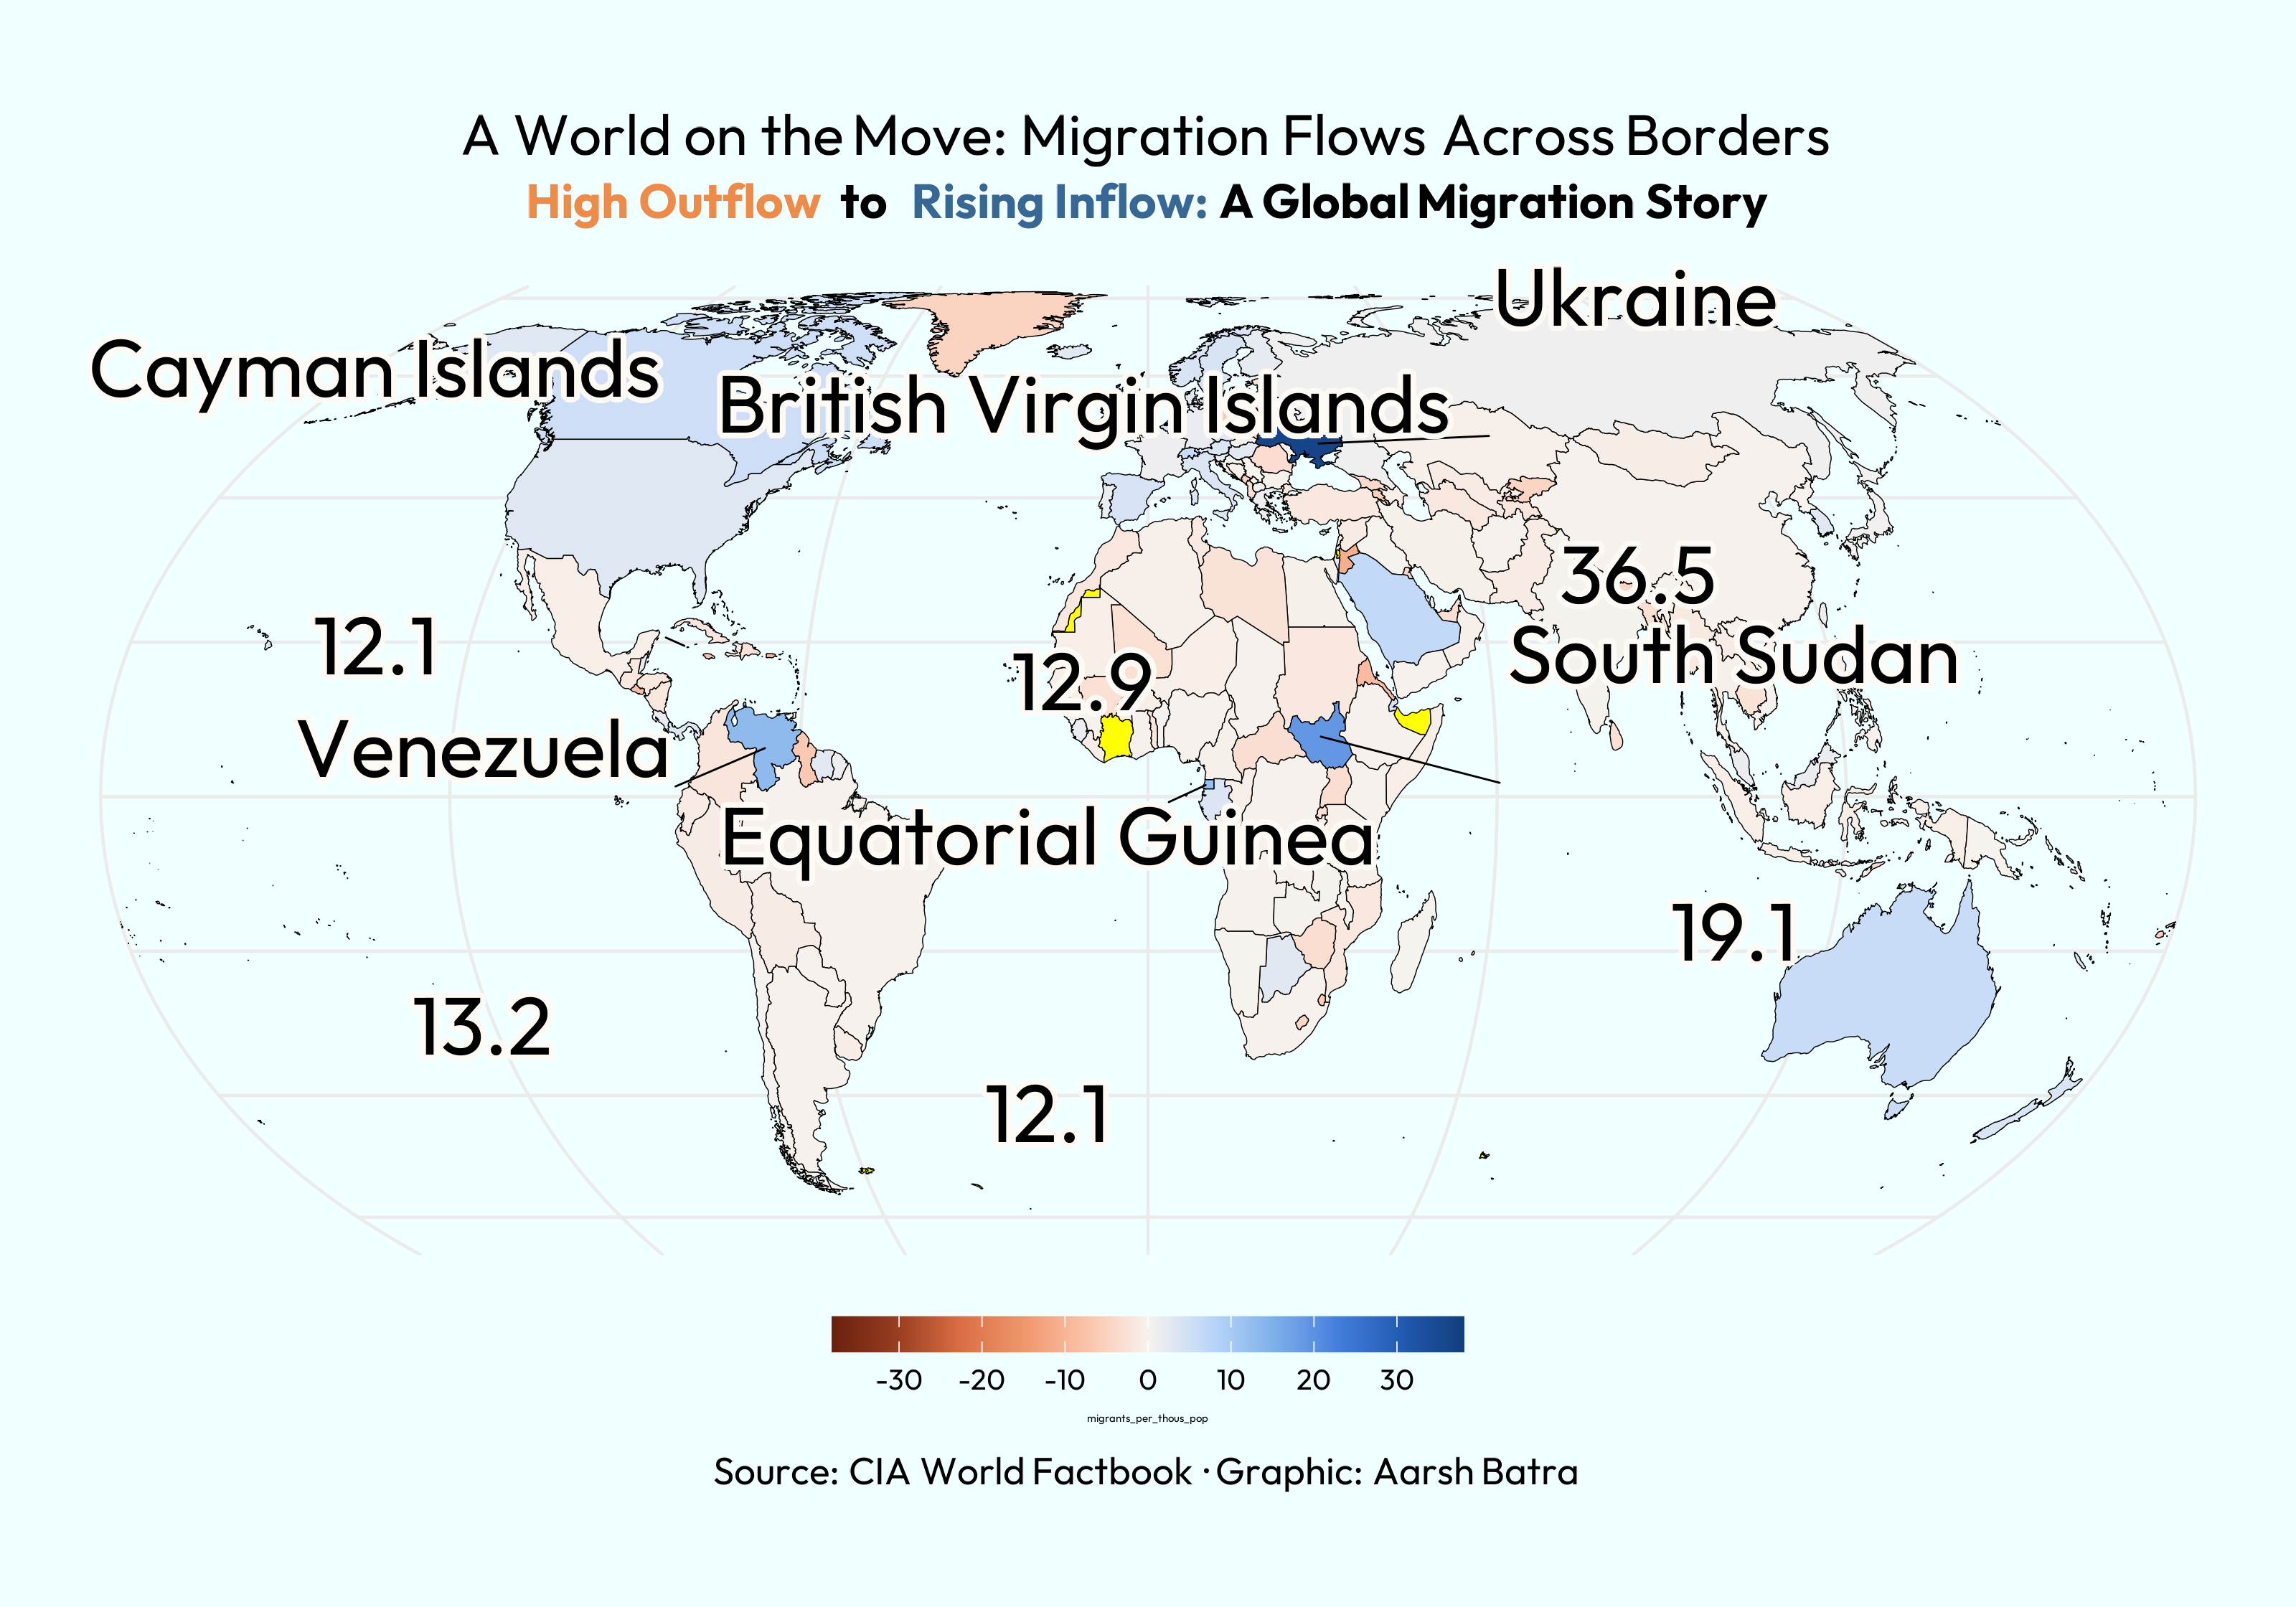 A World on the Move: Migration Flows Across Borders
High Outflow to Rising Inflow: A Global Migration Story
Ukraine
36.5
Cayman Islands
12.1
British Virgin Islands
12.9
South Sudan
19.1
Venezuela
13.2
Equatorial Guinea
12.1
-30 -20 -10 0 10 20 30
migrants_per_thous_pop
Source: CIA World Factbook · Graphic: Aarsh Batra